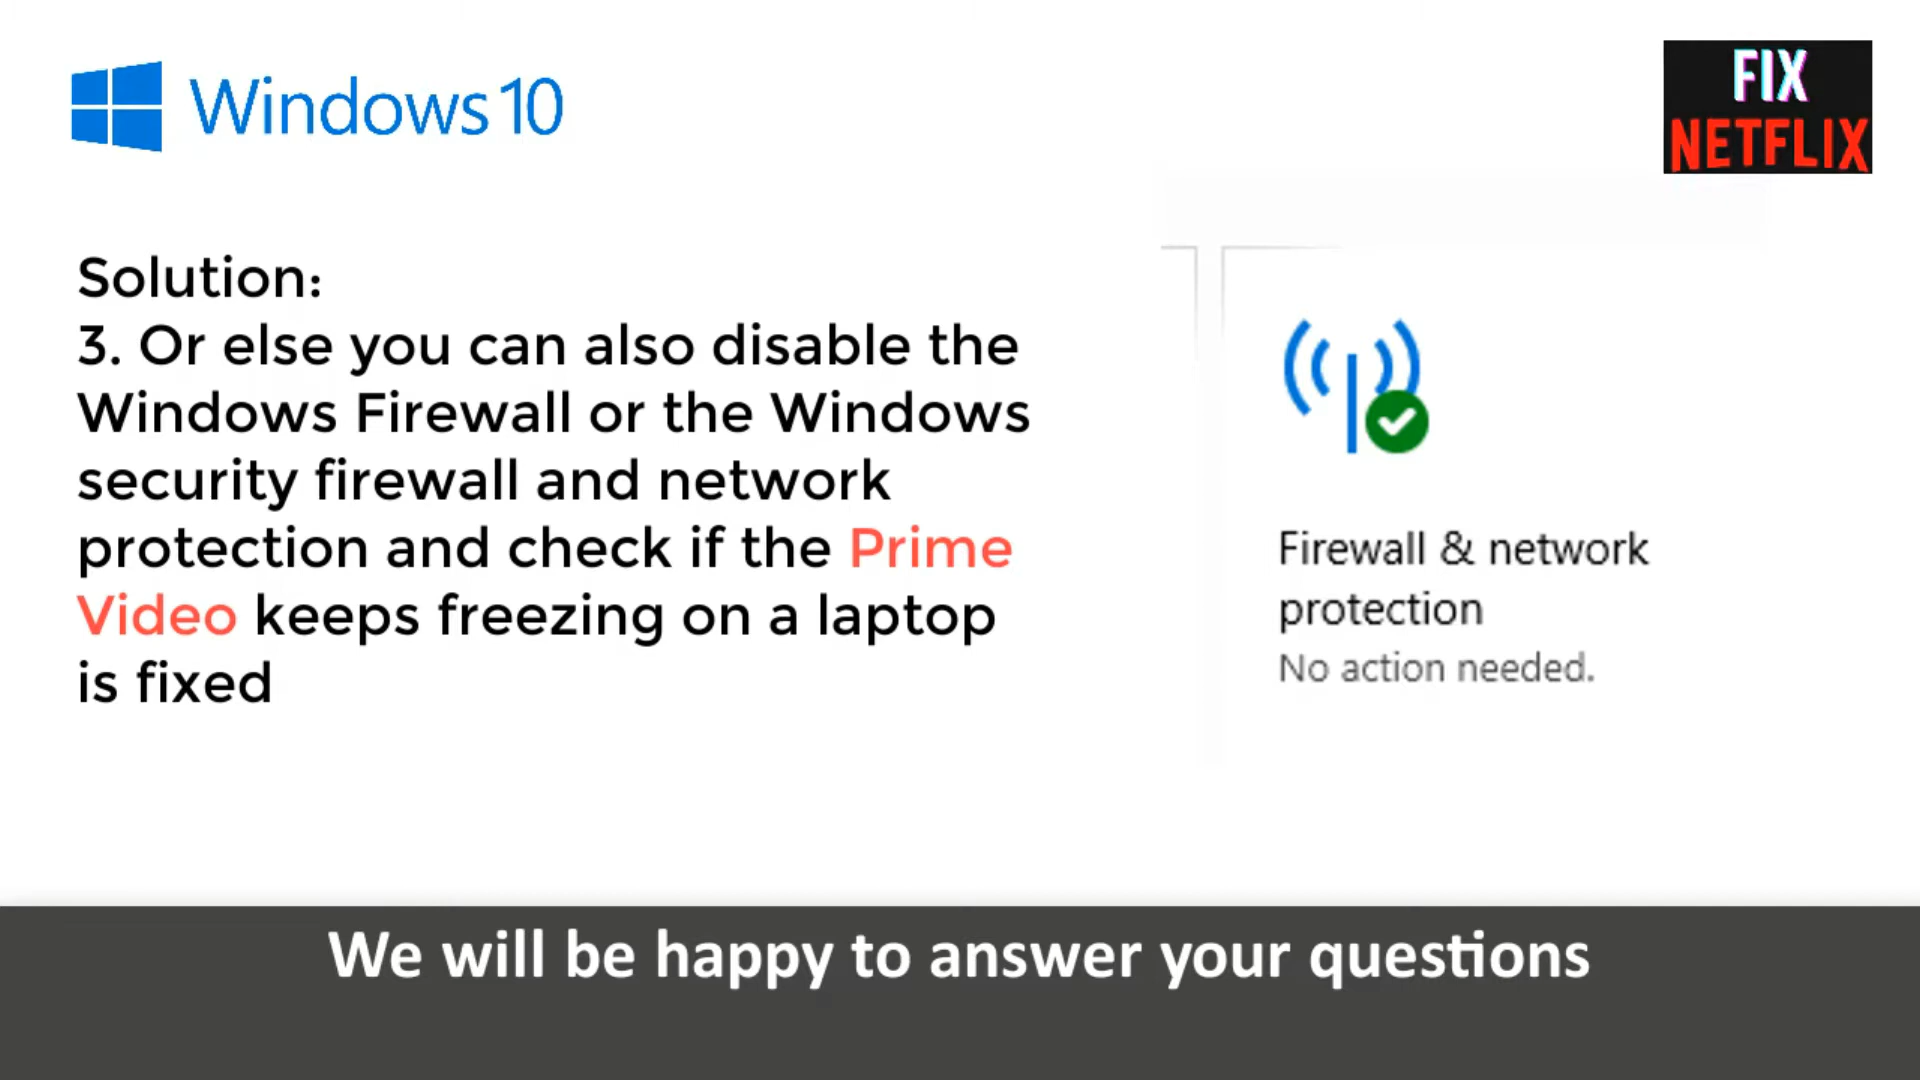 Windows 10
FIX
NETFLIX
Solution:
3. Or else you can also disable the
Windows Firewall or the Windows
security firewall and network
protection and check if the Prime
Video keeps freezing on a laptop
is fixed
Firewall & network
protection
No action needed.
We will be happy to answer your questions